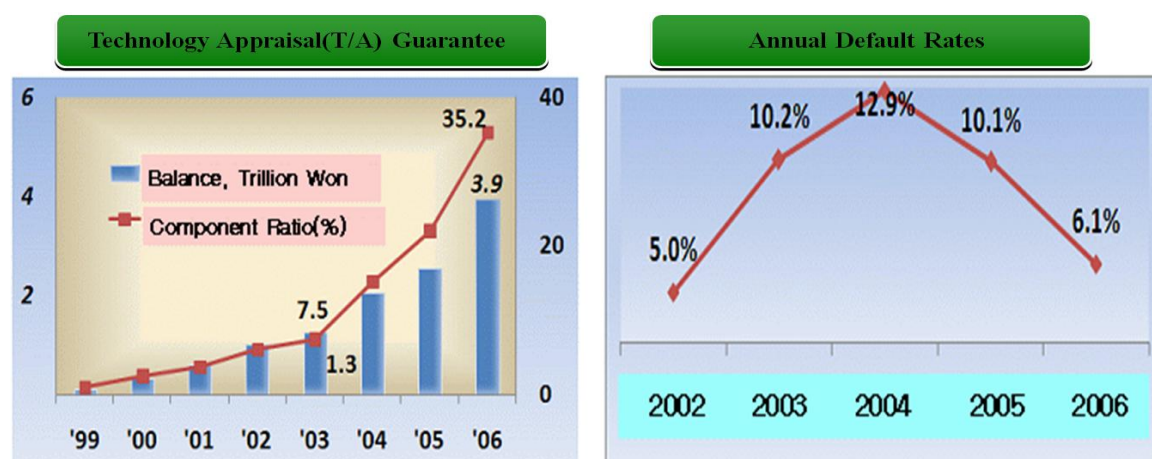 Technology Appraisal(T/A) Guarantee
6
4
2
40
20
0
Balance, Trillion Won
Component Ratio(%)
35.2
3.9
7.5
1.3
'99 '00 '01 '02 '03 '04 '05 '06
Annual Default Rates
5.0%
10.2%
12.9%
10.1%
6.1%
2002 2003 2004 2005 2006